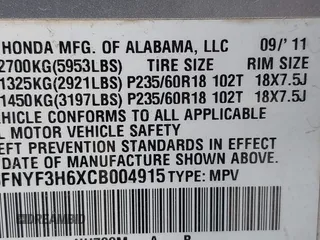 HONDA MFG. OF ALABAMA, LLC 09/'11
2700KG(5953LBS) TIRE SIZE RIM SIZE
1325KG(2921LBS) P235/60R18 102T 18X7.5J
1450KG(3197LBS) P235/60R18 102T 18X7.5J
VEHICLE CONFORMS TO ALL APPLICABLE
L MOTOR VEHICLE SAFETY AND
EFT PREVENTION STANDARDS IN EFFECT
DATE OF MANUFACTURE SHOWN ABOVE.
FNYF3H6XCB004915 TYPE: MPV
DREAMBID
A B